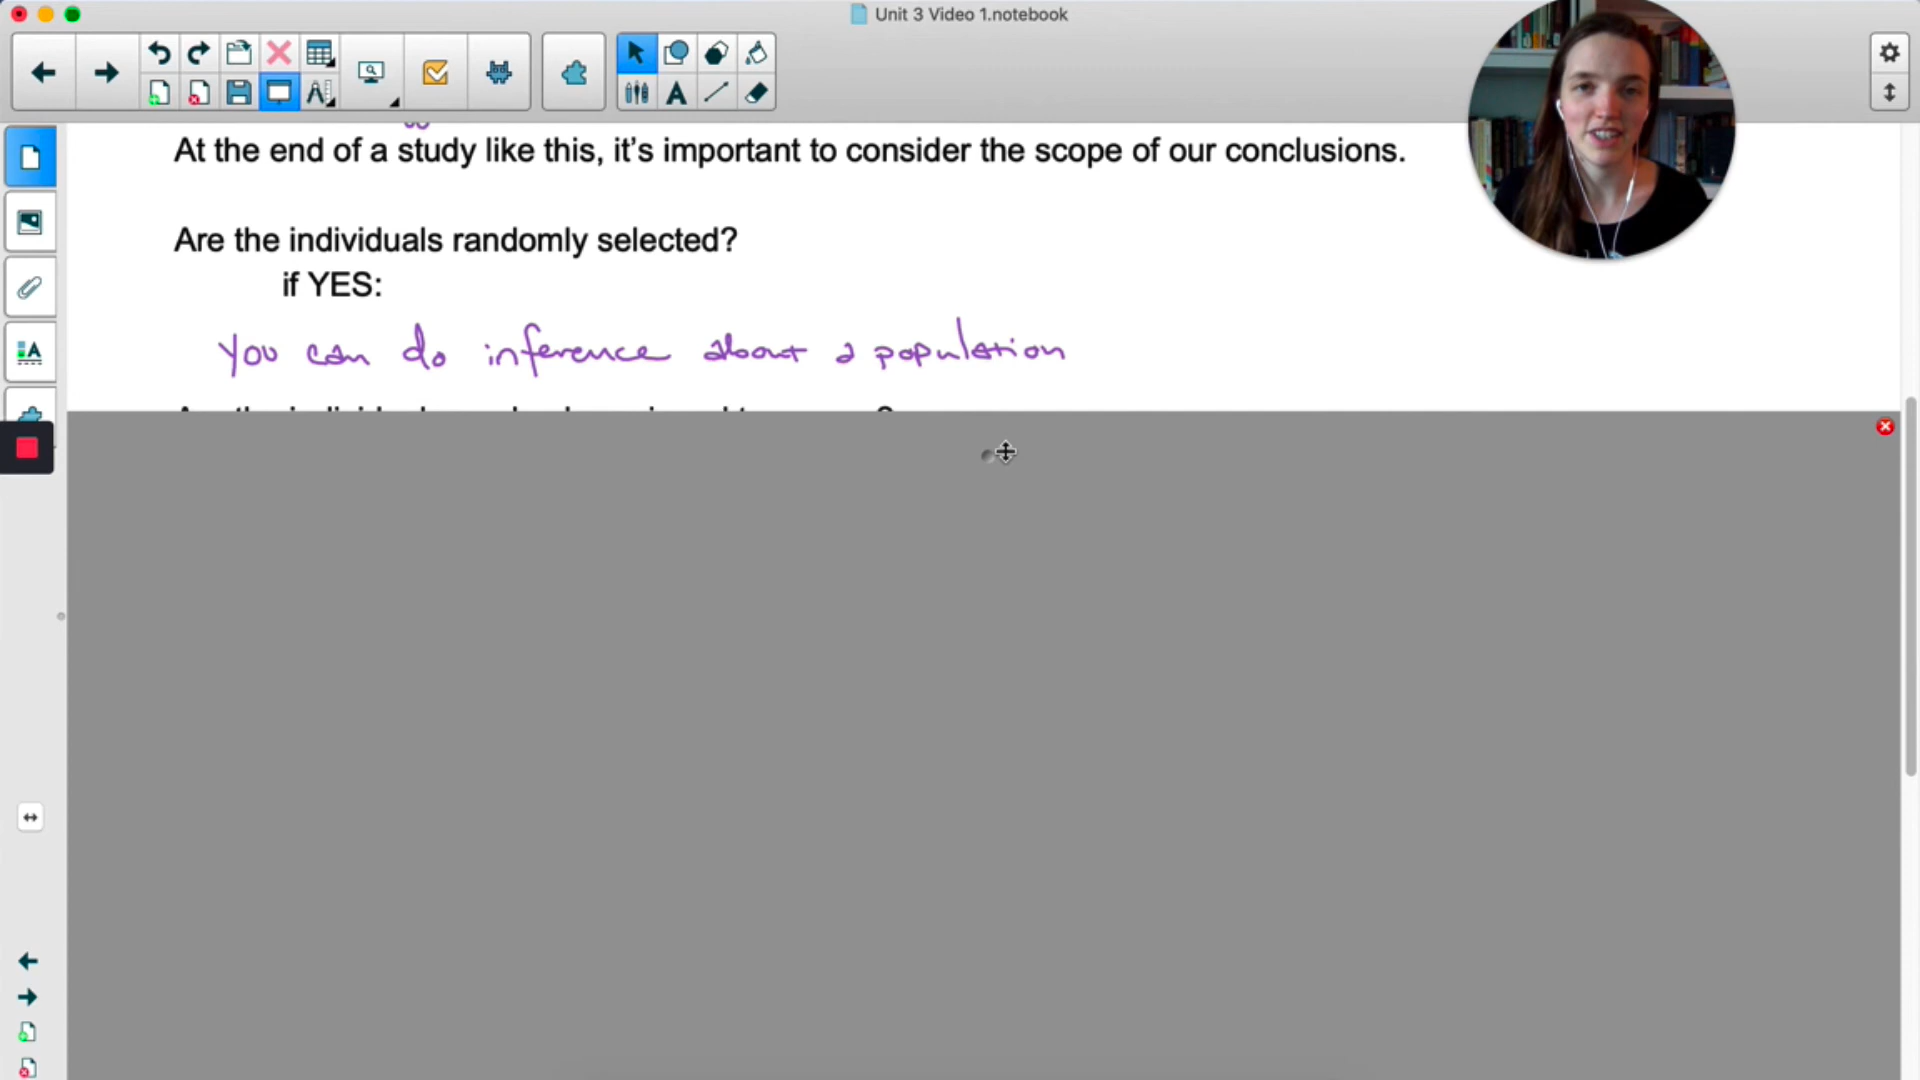 Unit 3 Video 1.notebook
At the end of a study like this, it's important to consider the scope of our conclusions.
Are the individuals randomly selected?
if YES:
You can do inference about a population